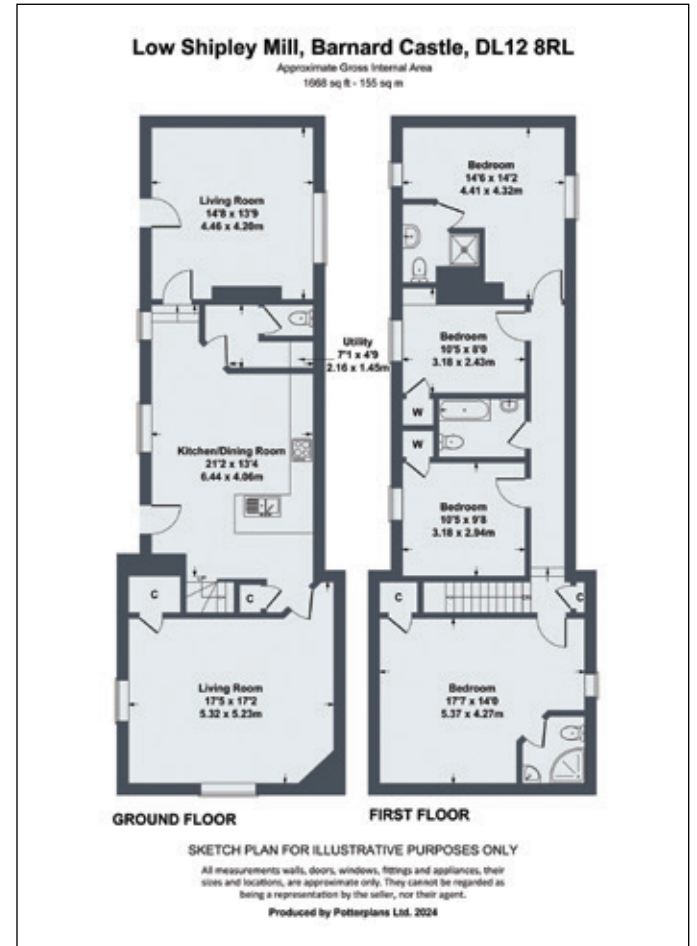 Low Shipley Mill, Barnard Castle, DL12 8RL
Approximate Gross Internal Area
1668 sq ft - 155 sq m
Living Room
14'8 x 13'9
4.46 x 4.20m
Utility
7'1 x 4'9
2.16 x 1.45m
Kitchen/Dining Room
21'2 x 13'4
6.44 x 4.06m
UP
C
C
Living Room
17'5 x 17'2
5.32 x 5.23m
GROUND FLOOR
Bedroom
14'6 x 14'2
4.41 x 4.32m
Bedroom
10'5 x 8'0
3.18 x 2.43m
W
W
Bedroom
10'5 x 9'8
3.18 x 2.94m
C
C
Bedroom
17'7 x 14'0
5.37 x 4.27m
FIRST FLOOR
SKETCH PLAN FOR ILLUSTRATIVE PURPOSES ONLY
All measurements walls, doors, windows, fittings and appliances, their
sizes and locations, are approximate only. They cannot be regarded as
being a representation by the seller, nor their agent.
Produced by Potterplans Ltd. 2024